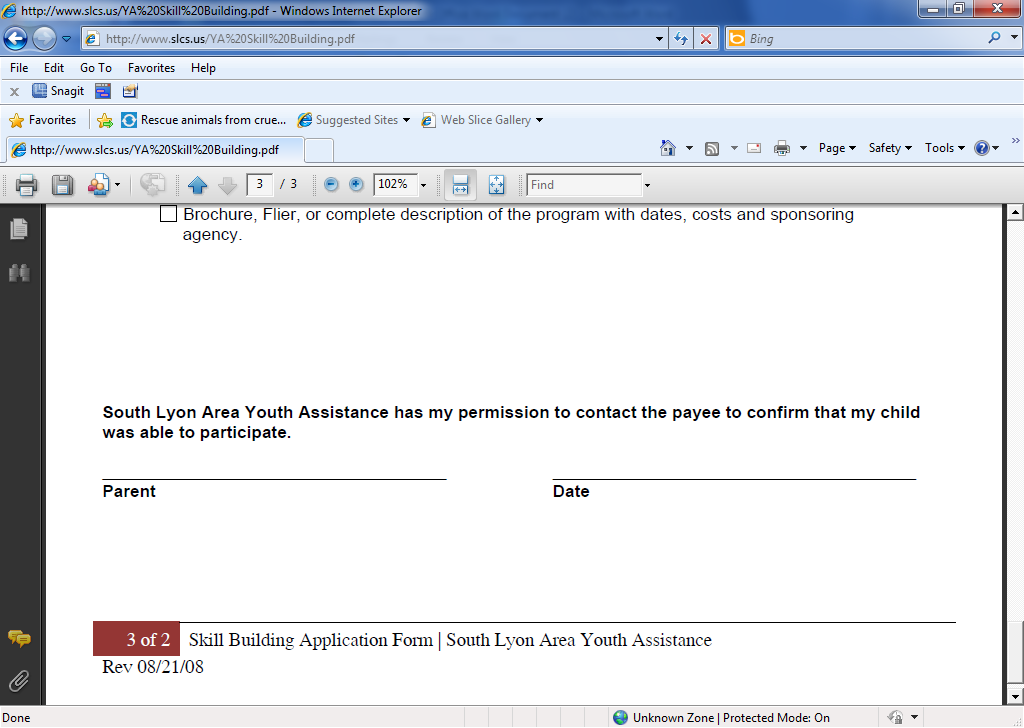 http://www.slcs.us/YA%20Skill%20Building.pdf - Windows Internet Explorer
http://www.slcs.us/YA%20Skill%20Building.pdf
Bing
File Edit Go To Favorites Help
x Snagit
Favorites Rescue animals from crue... Suggested Sites Web Slice Gallery
http://www.slcs.us/YA%20Skill%20Building.pdf Page Safety Tools »
3 / 3 102% Find
Brochure, Flier, or complete description of the program with dates, costs and sponsoring
agency.
South Lyon Area Youth Assistance has my permission to contact the payee to confirm that my child
was able to participate.
Parent Date
3 of 2 Skill Building Application Form | South Lyon Area Youth Assistance
Rev 08/21/08
Done Unknown Zone | Protected Mode: On